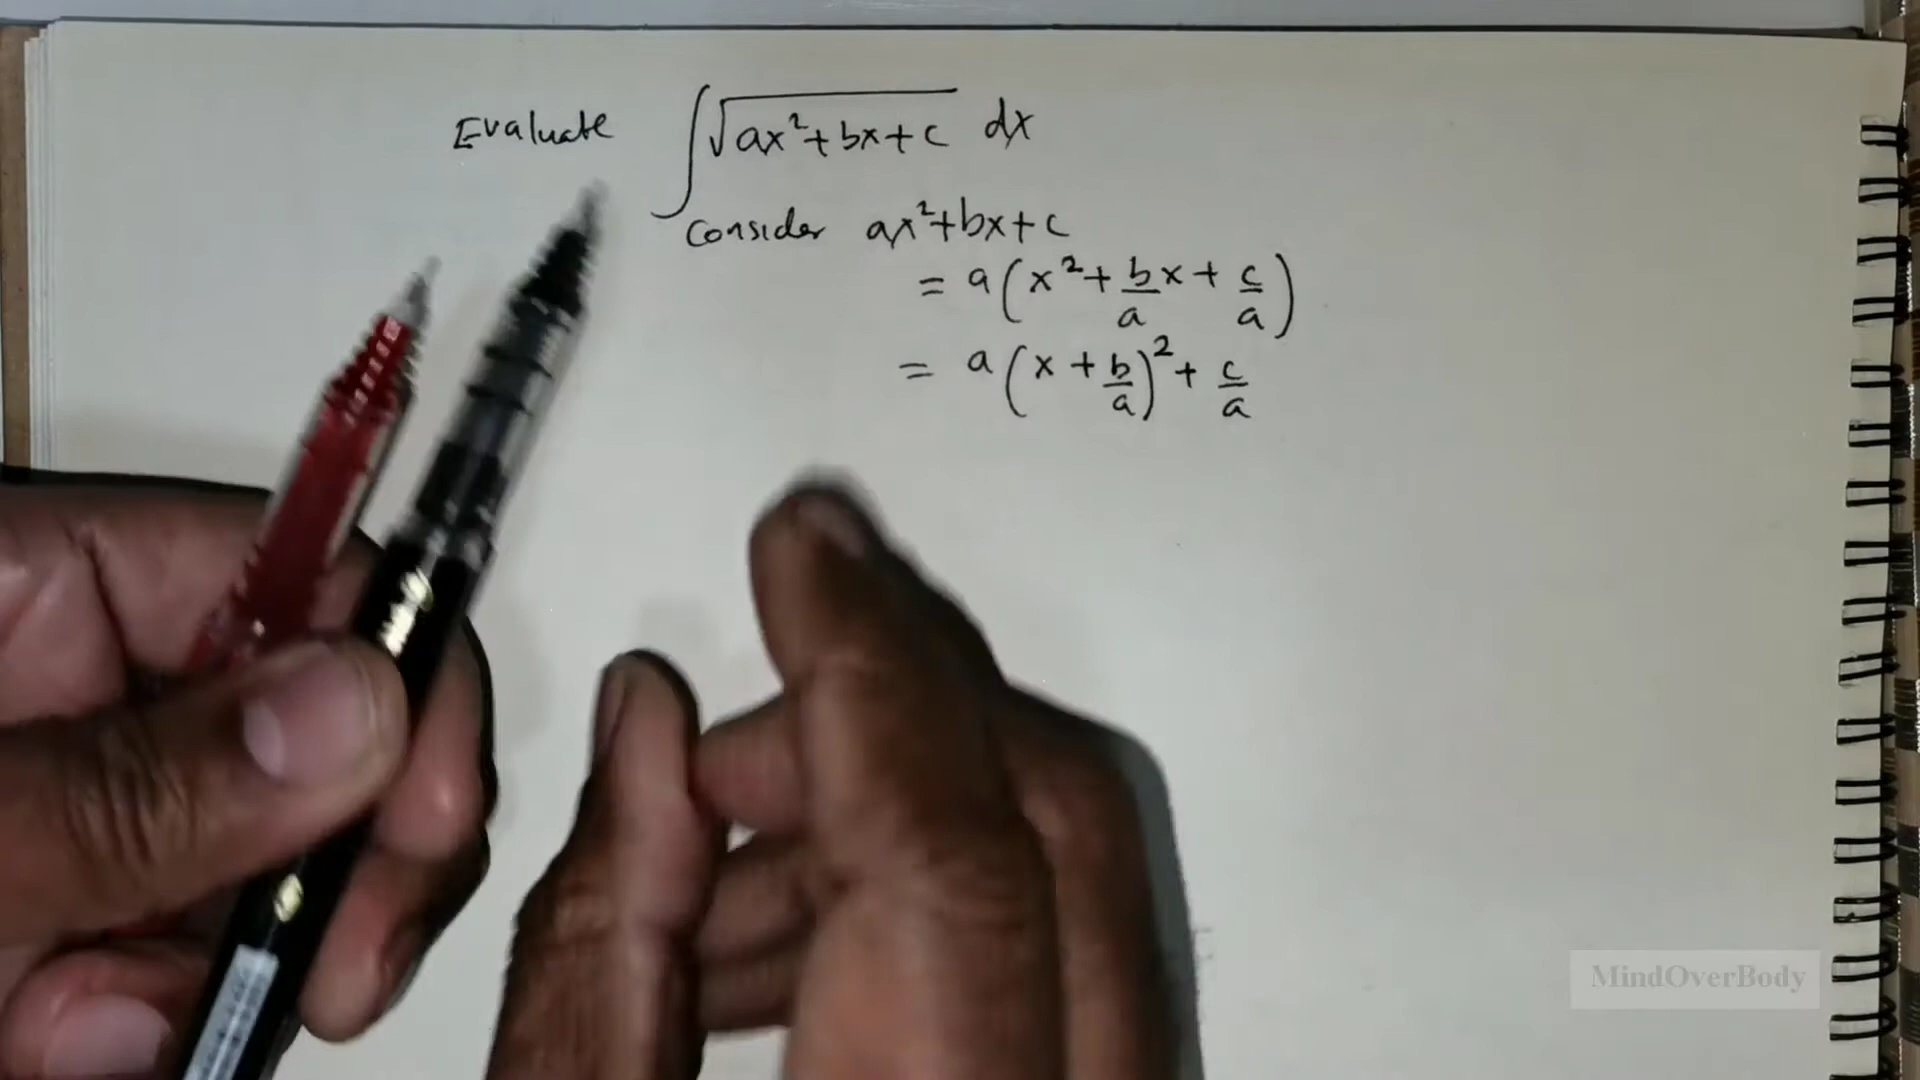 Evaluate ∫√(ax²+bx+c) dx
Consider ax²+bx+c
= a(x²+b/a x+c/a)
= a(x+b/a)²+c/a
MindOverBody